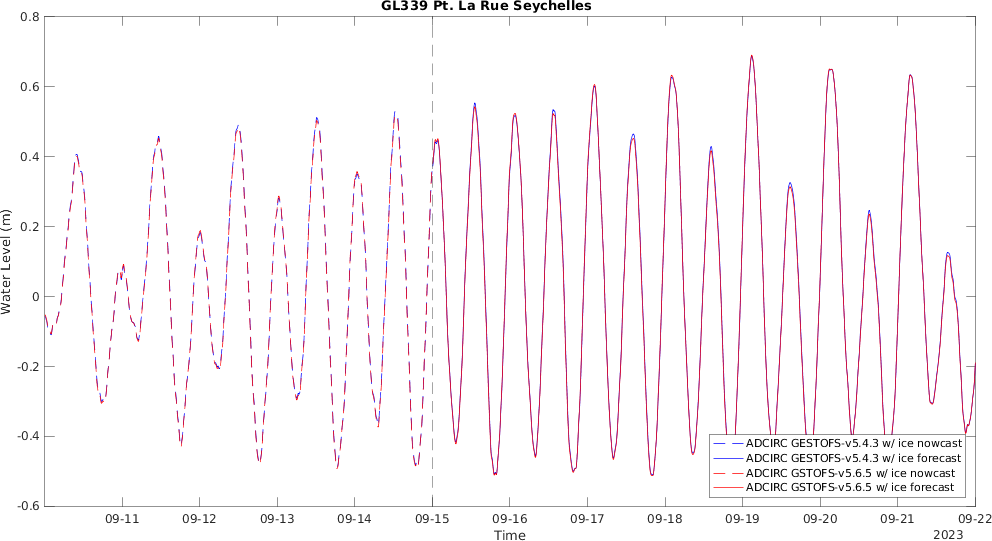 GL339 Pt. La Rue Seychelles
0.8
0.6
0.4
0.2
0
-0.2
-0.4
-0.6
Water Level (m)
ADCIRC GESTOFS-v5.4.3 w/ ice nowcast
ADCIRC GESTOFS-v5.4.3 w/ ice forecast
ADCIRC GSTOFS-v5.6.5 w/ ice nowcast
ADCIRC GSTOFS-v5.6.5 w/ ice forecast
09-11 09-12 09-13 09-14 09-15 09-16 09-17 09-18 09-19 09-20 09-21 09-22
Time
2023